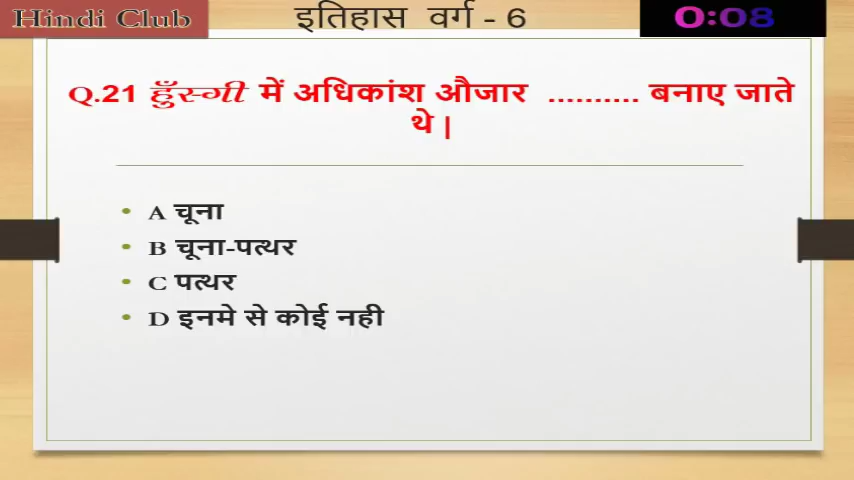 Hindi Club
इतिहास वर्ग - 6
0:08
Q.21 हुँस्गी में अधिकांश औजार .......... बनाए जाते
थे |
• A चूना
• B चूना-पत्थर
• C पत्थर
• D इनमे से कोई नही